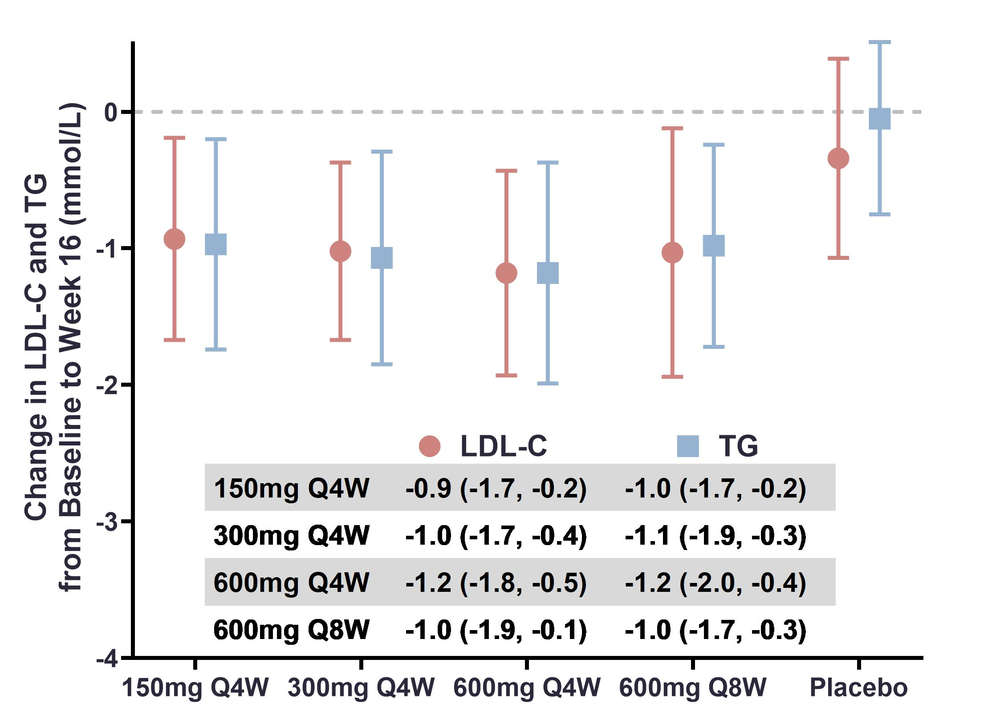 Change in LDL-C and TG
from Baseline to Week 16 (mmol/L)
0
-1
-2
-3
-4
LDL-C TG
150mg Q4W -0.9 (-1.7, -0.2) -1.0 (-1.7, -0.2)
300mg Q4W -1.0 (-1.7, -0.4) -1.1 (-1.9, -0.3)
600mg Q4W -1.2 (-1.8, -0.5) -1.2 (-2.0, -0.4)
600mg Q8W -1.0 (-1.9, -0.1) -1.0 (-1.7, -0.3)
150mg Q4W 300mg Q4W 600mg Q4W 600mg Q8W Placebo